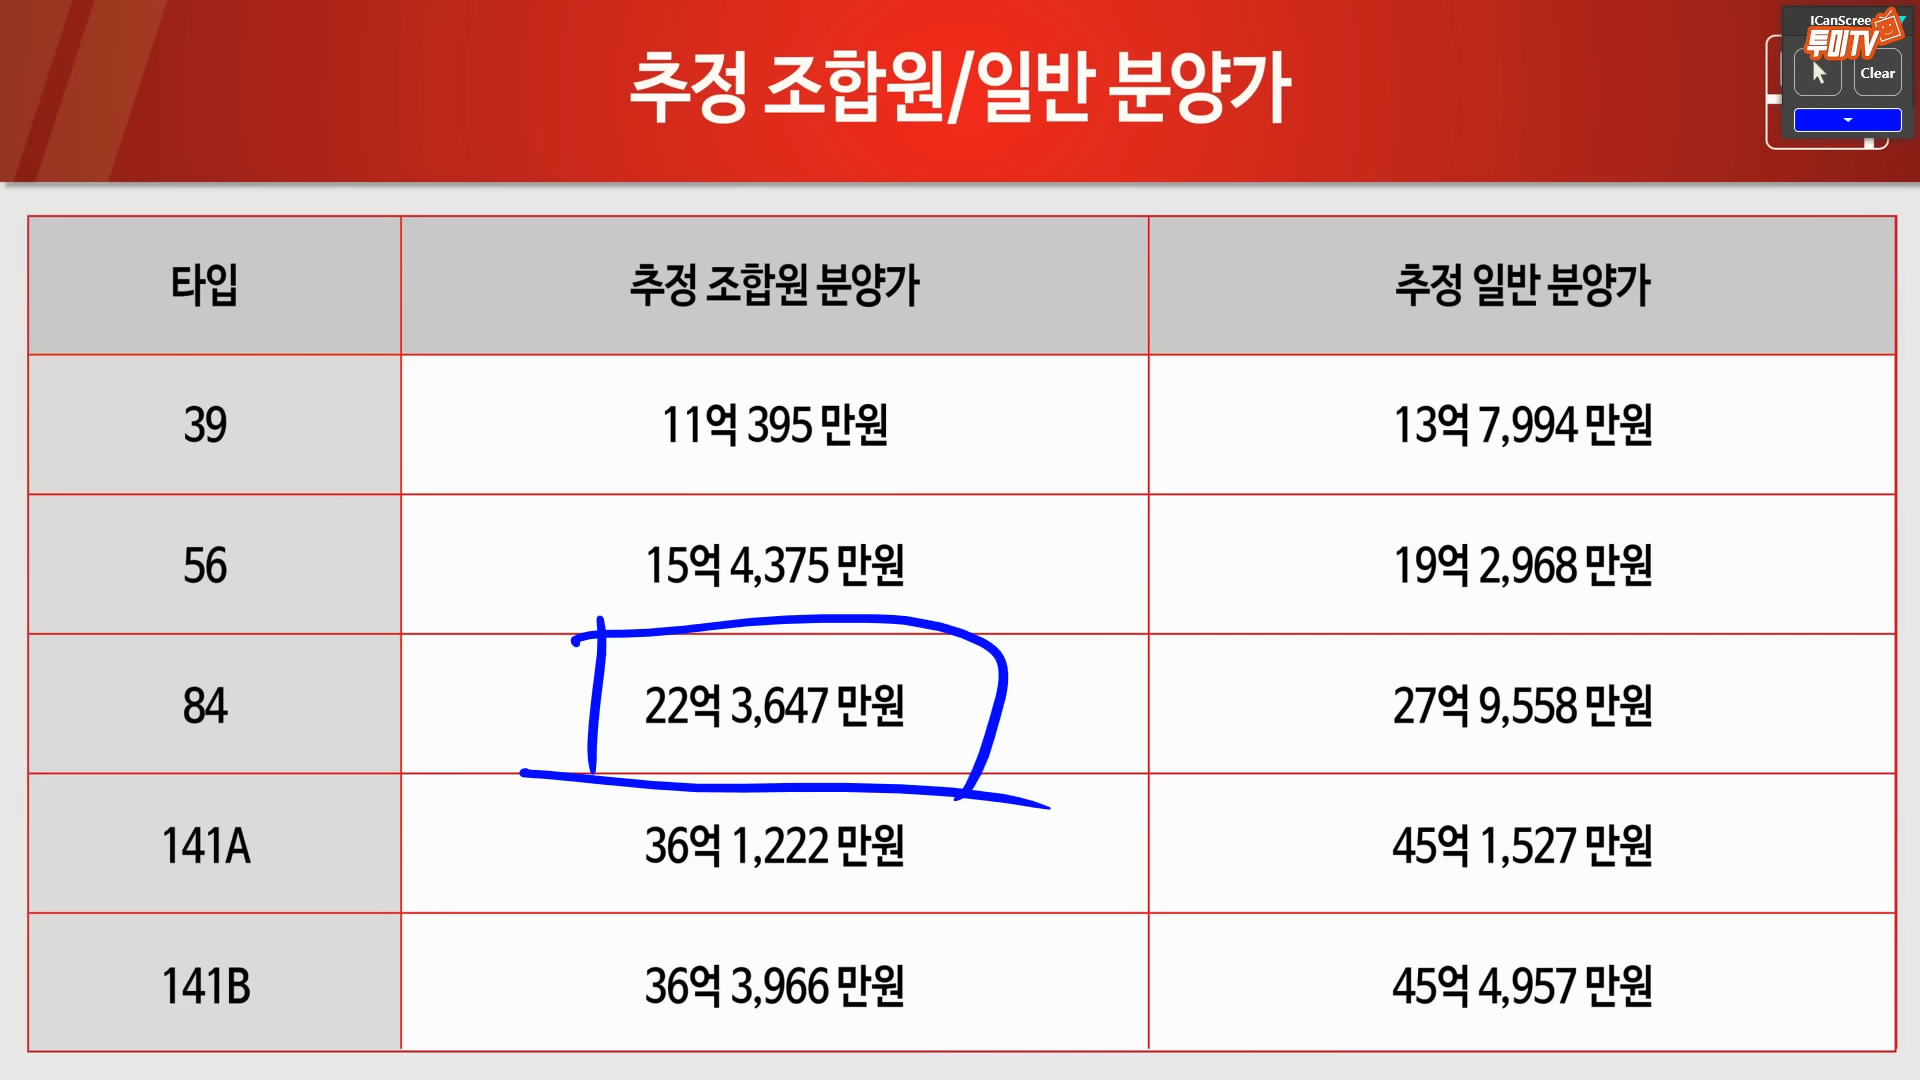 추정 조합원/일반 분양가
ICanScree
투미TV
Clear
타입 추정 조합원 분양가 추정 일반 분양가
39 11억 395 만원 13억 7,994 만원
56 15억 4,375 만원 19억 2,968 만원
84 22억 3,647 만원 27억 9,558 만원
141A 36억 1,222 만원 45억 1,527 만원
141B 36억 3,966 만원 45억 4,957 만원